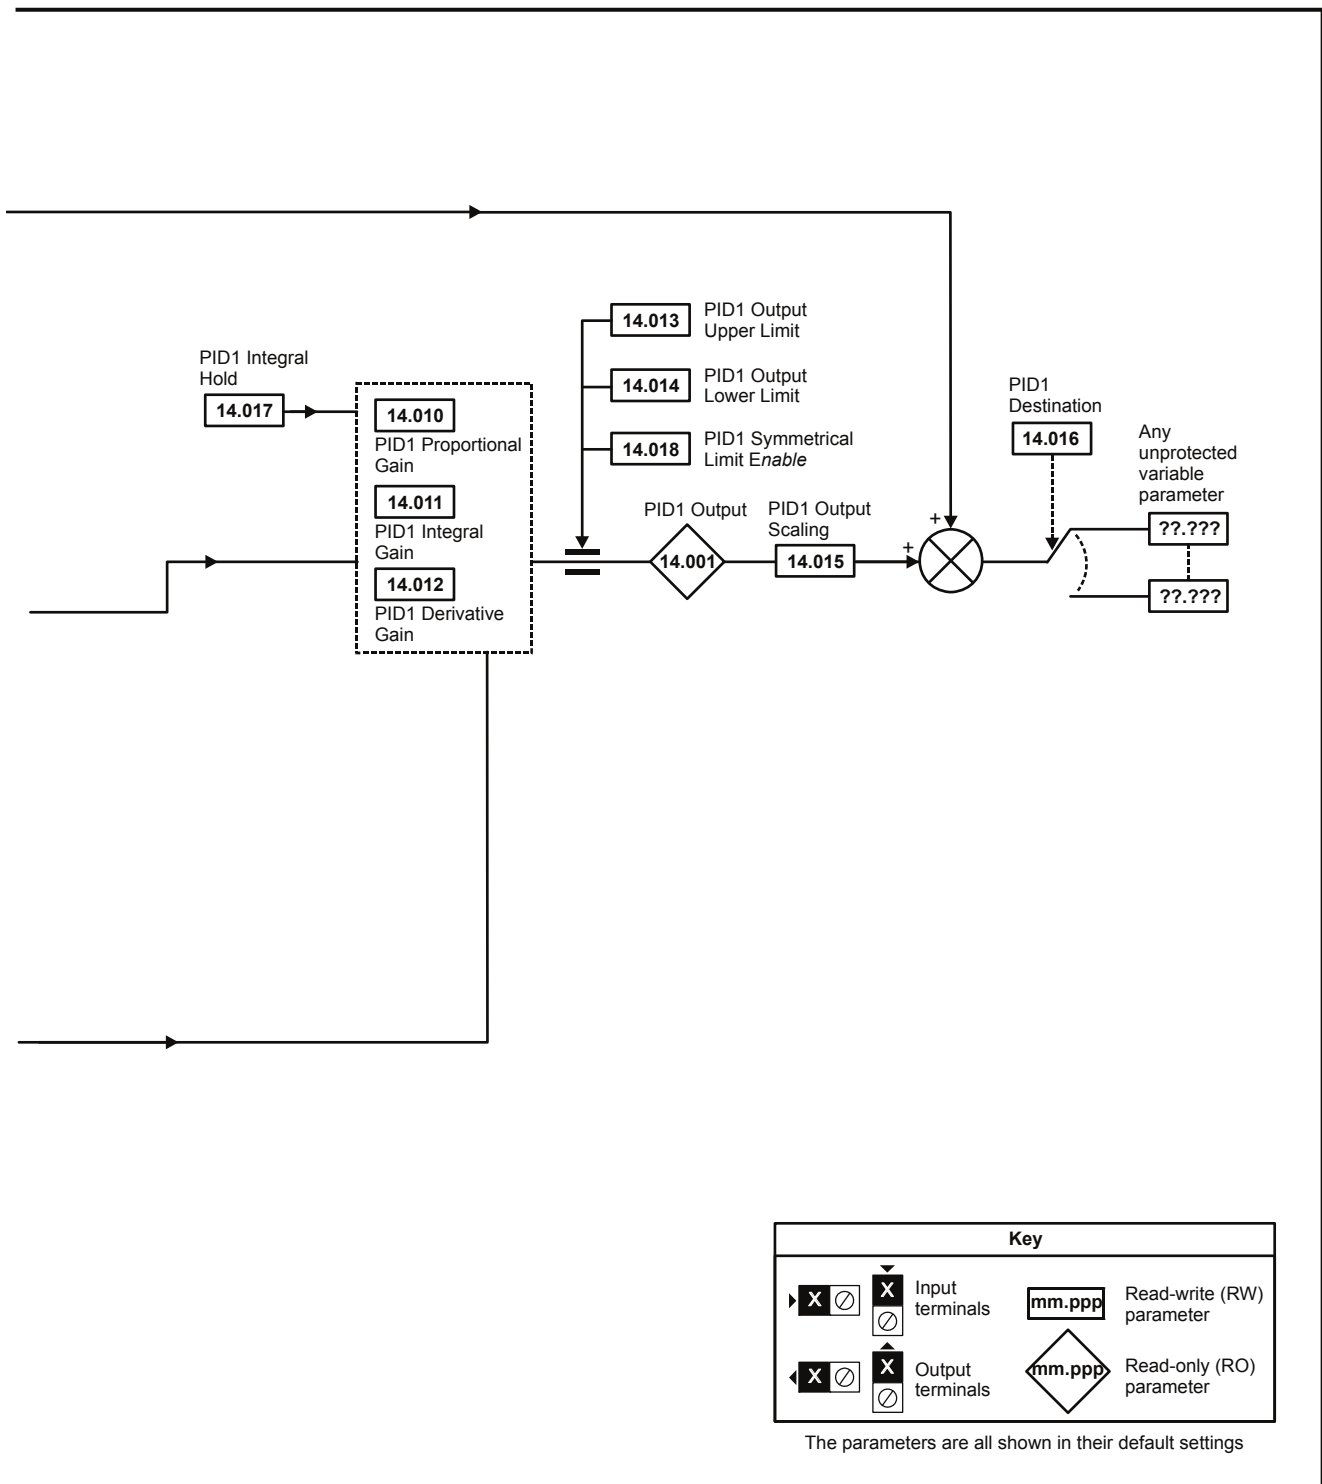 14.013
PID1 Output
Upper Limit
PID1 Integral
Hold
14.017
14.014
PID1 Output
Lower Limit
14.018
PID1 Symmetrical
Limit Enable
14.010
PID1 Proportional
Gain
14.011
PID1 Integral
Gain
14.012
PID1 Derivative
Gain
PID1 Output
14.001
PID1 Output
Scaling
14.015
+
+
PID1
Destination
14.016
Any
unprotected
variable
parameter
??.???
??.???
Key
X
X
Input
terminals
mm.ppp
Read-write (RW)
parameter
X
X
Output
terminals
mm.ppp
Read-only (RO)
parameter
The parameters are all shown in their default settings